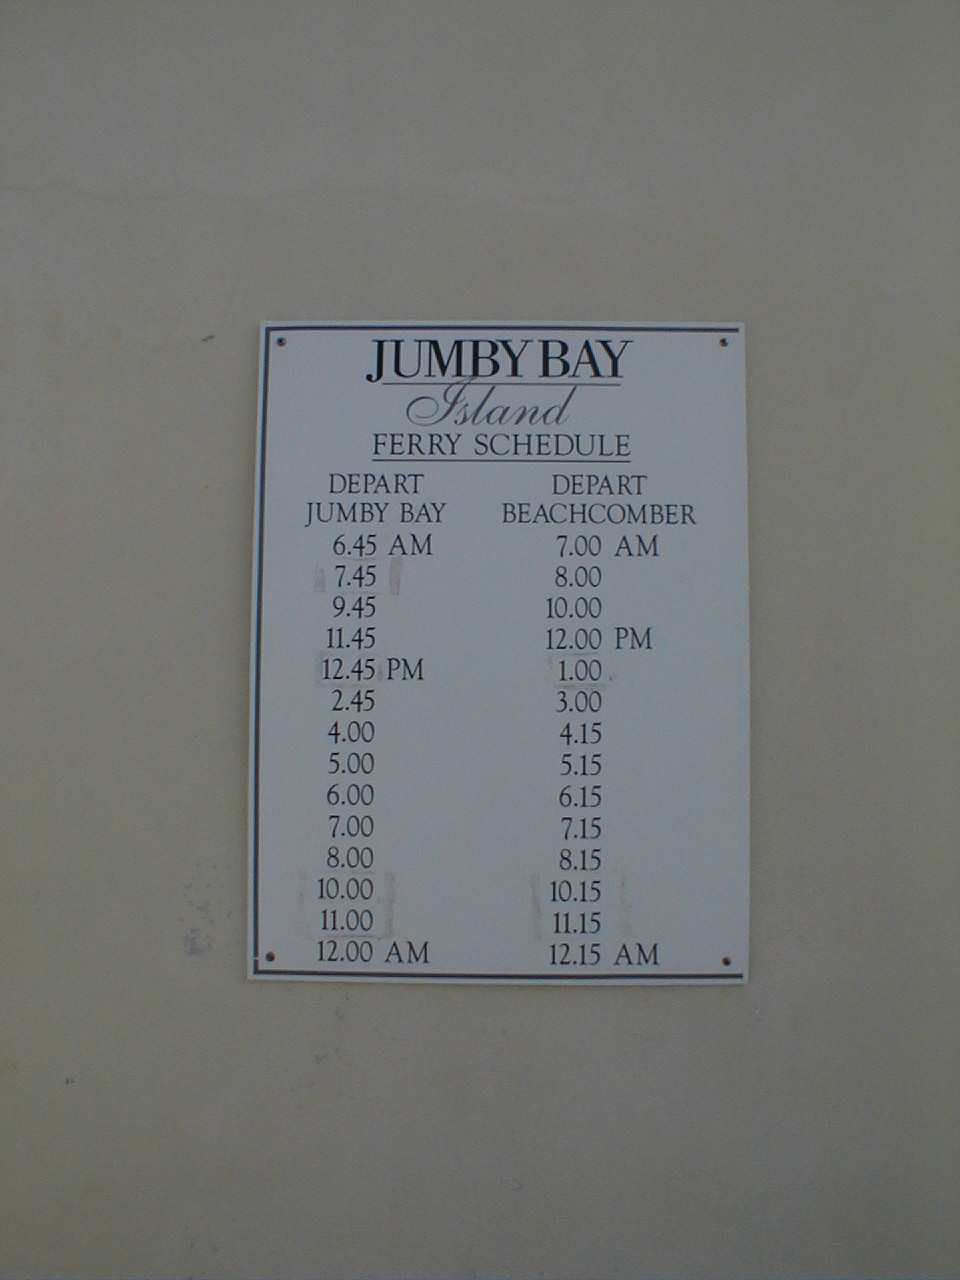 JUMBY BAY
Island
FERRY SCHEDULE
DEPART DEPART
JUMBY BAY BEACHCOMBER
6.45 AM 7.00 AM
7.45 8.00
9.45 10.00
11.45 12.00 PM
12.45 PM 1.00
2.45 3.00
4.00 4.15
5.00 5.15
6.00 6.15
7.00 7.15
8.00 8.15
10.00 10.15
11.00 11.15
12.00 AM 12.15 AM